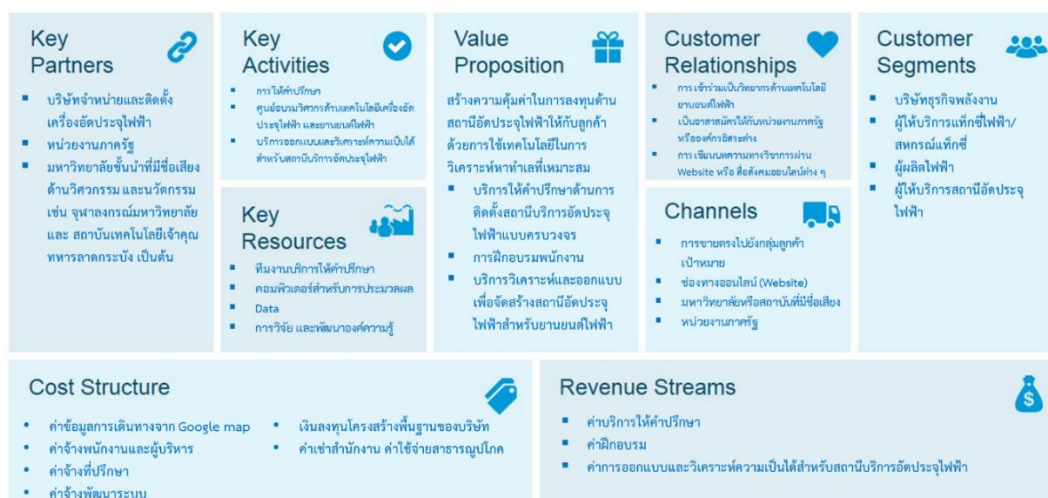 Key
Partners
▪ บริษัทจำหน่ายและติดตั้ง
เครื่องอัดประจุไฟฟ้า
▪ หน่วยงานภาครัฐ
▪ มหาวิทยาลัยชั้นนำที่มีชื่อเสียง
ด้านวิศวกรรม และนวัตกรรม
เช่น จุฬาลงกรณ์มหาวิทยาลัย
และ สถาบันเทคโนโลยีเจ้าคุณ
ทหารลาดกระบัง เป็นต้น
Key
Activities
▪ การให้คำปรึกษา
▪ ศูนย์อบรมวิศวกรด้านเทคโนโลยีเครื่องอัด
ประจุไฟฟ้า และยานยนต์ไฟฟ้า
▪ บริการออกแบบและวิเคราะห์ความเป็นได้
สำหรับสถานีบริการอัดประจุไฟฟ้า
Key
Resources
▪ ทีมงานบริการให้คำปรึกษา
▪ คอมพิวเตอร์สำหรับการประมวลผล
▪ Data
▪ การวิจัย และพัฒนาองค์ความรู้
Value
Proposition
สร้างความคุ้มค่าในการลงทุนด้าน
สถานีอัดประจุไฟฟ้าให้กับลูกค้า
ด้วยการใช้เทคโนโลยีในการ
วิเคราะห์หาทำเลที่เหมาะสม
▪ บริการให้คำปรึกษาด้านการ
ติดตั้งสถานีบริการอัดประจุ
ไฟฟ้าแบบครบวงจร
▪ การฝึกอบรมพนักงาน
▪ บริการวิเคราะห์และออกแบบ
เพื่อจัดสร้างสถานีอัดประจุ
ไฟฟ้าสำหรับยานยนต์ไฟฟ้า
Customer
Relationships
▪ การเข้าร่วมเป็นวิทยากรด้านเทคโนโลยี
ยานยนต์ไฟฟ้า
▪ เป็นอาสาสมัครให้กับหน่วยงานภาครัฐ
หรือองค์กรอิสระต่าง
▪ การเขียนบทความทางวิชาการผ่าน
Website หรือ สื่อสังคมออนไลน์ต่าง ๆ
Channels
▪ การขายตรงไปยังกลุ่มลูกค้า
เป้าหมาย
▪ ช่องทางออนไลน์ (Website)
▪ มหาวิทยาลัยหรือสถาบันที่มีชื่อเสียง
▪ หน่วยงานภาครัฐ
Customer
Segments
▪ บริษัทธุรกิจพลังงาน
▪ ผู้ให้บริการแท็กซี่ไฟฟ้า/
สหกรณ์แท็กซี่
▪ ผู้ผลิตไฟฟ้า
▪ ผู้ให้บริการสถานีอัดประจุ
ไฟฟ้า
Cost Structure
• ค่าข้อมูลการเดินทางจาก Google map
• ค่าจ้างพนักงานและผู้บริหาร
• ค่าจ้างที่ปรึกษา
• ค่าจ้างพัฒนาระบบ
• เงินลงทุนโครงสร้างพื้นฐานของบริษัท
• ค่าเช่าสำนักงาน ค่าใช้จ่ายสาธารณูปโภค
Revenue Streams
▪ ค่าบริการให้คำปรึกษา
▪ ค่าฝึกอบรม
▪ ค่าการออกแบบและวิเคราะห์ความเป็นได้สำหรับสถานีบริการอัดประจุไฟฟ้า
$